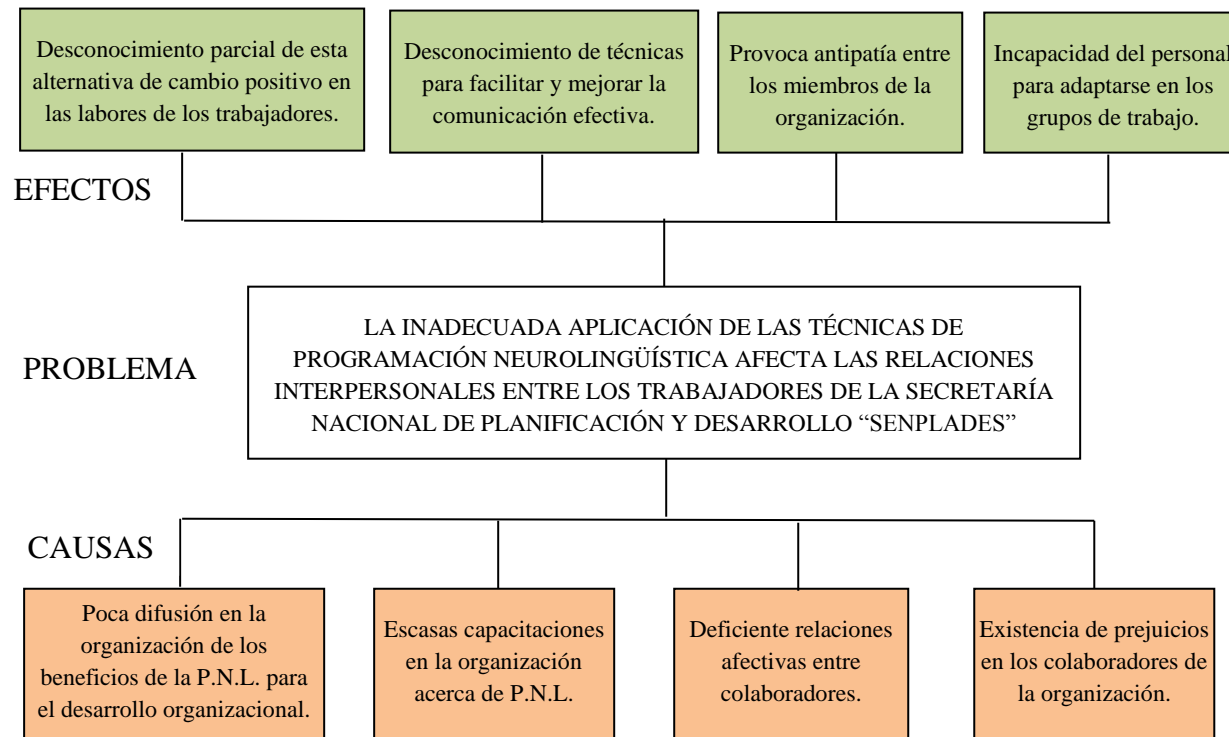 Desconocimiento parcial de esta
alternativa de cambio positivo en
las labores de los trabajadores.
Desconocimiento de técnicas
para facilitar y mejorar la
comunicación efectiva.
Provoca antipatía entre
los miembros de la
organización.
Incapacidad del personal
para adaptarse en los
grupos de trabajo.
EFECTOS
PROBLEMA
LA INADECUADA APLICACIÓN DE LAS TÉCNICAS DE
PROGRAMACIÓN NEUROLINGÜÍSTICA AFECTA LAS RELACIONES
INTERPERSONALES ENTRE LOS TRABAJADORES DE LA SECRETARÍA
NACIONAL DE PLANIFICACIÓN Y DESARROLLO “SENPLADES”
CAUSAS
Poca difusión en la
organización de los
beneficios de la P.N.L. para
el desarrollo organizacional.
Escasas capacitaciones
en la organización
acerca de P.N.L.
Deficiente relaciones
afectivas entre
colaboradores.
Existencia de prejuicios
en los colaboradores de
la organización.